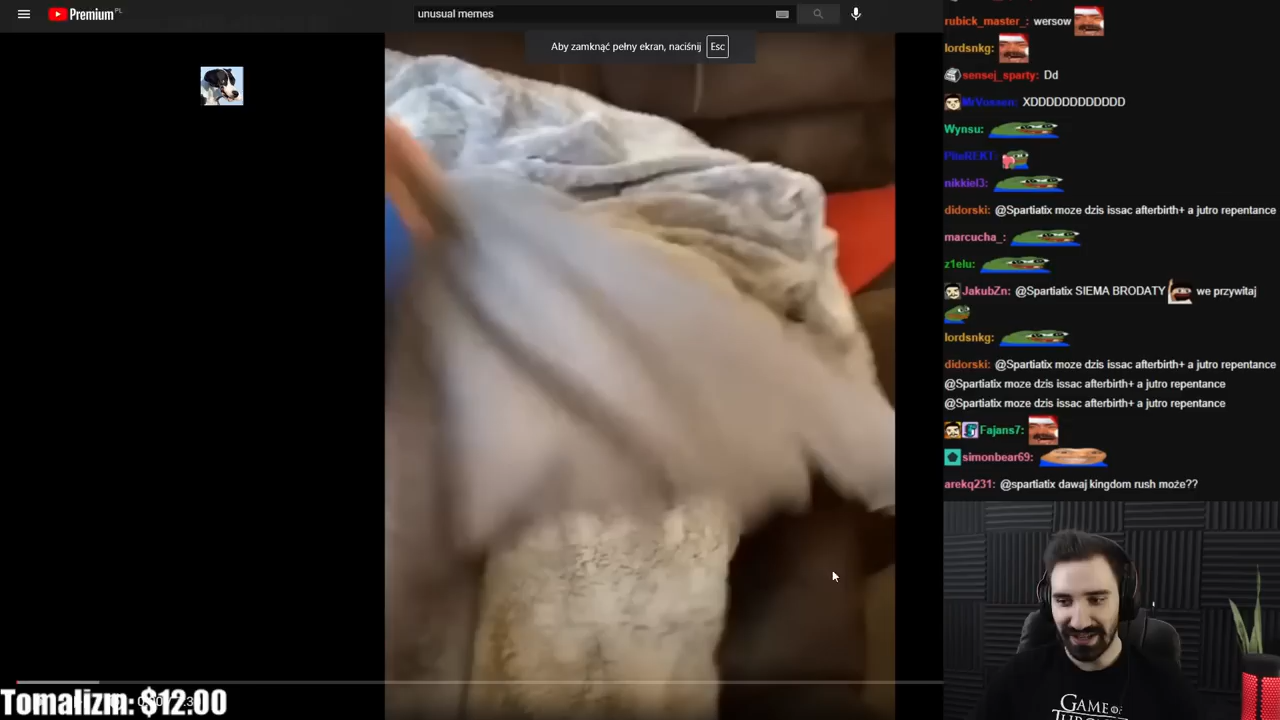 Premium PL
unusual memes
Aby zamknąć pełny ekran, naciśnij Esc
rubick_master_: wersow
lordsnkg:
sensej_sparty: Dd
MrVoxaen: XDDDDDDDDDDDD
Wynsu:
PlleREKT:
nikkiel3:
didorski: @Spartiatix moze dzis issac afterbirth+ a jutro repentance
marcucha_:
z1elu:
JakubZn: @Spartiatix SIEMA BRODATY we przywitaj
lordsnkg:
didorski: @Spartiatix moze dzis issac afterbirth+ a jutro repentance
@Spartiatix moze dzis issac afterbirth+ a jutro repentance
@Spartiatix moze dzis issac afterbirth+ a jutro repentance
Fajans7:
simonbear69:
arekq231: @spartiatix dawaj kingdom rush może??
Tomalizm: $12.00
GAME OF